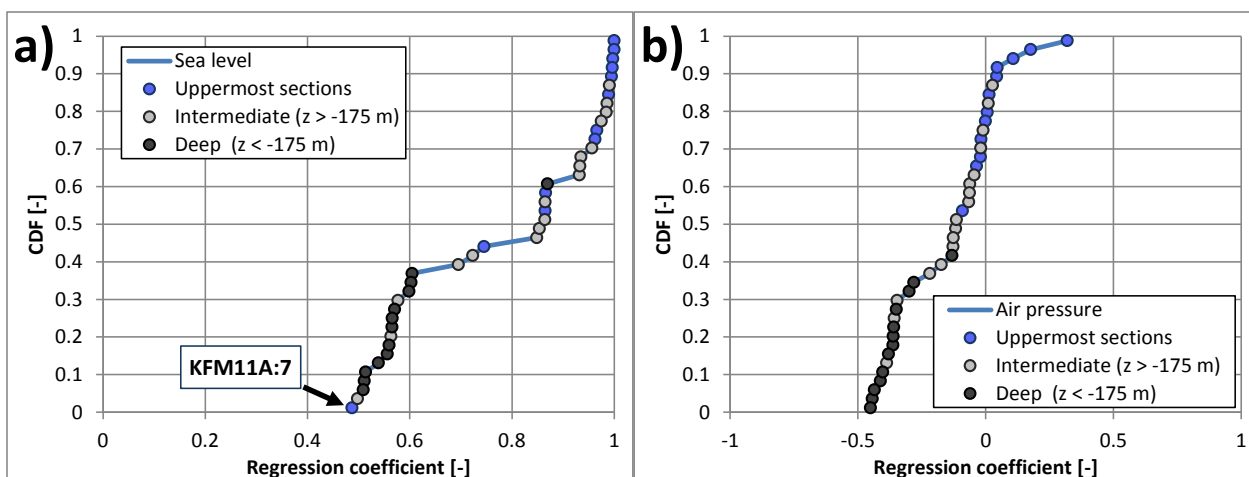 a)
Sea level
Uppermost sections
Intermediate (z > -175 m)
Deep (z < -175 m)
KFM11A:7
CDF [-]
1
0.9
0.8
0.7
0.6
0.5
0.4
0.3
0.2
0.1
0
0 0.2 0.4 0.6 0.8 1
Regression coefficient [-]
b)
Air pressure
Uppermost sections
Intermediate (z > -175 m)
Deep (z < -175 m)
CDF [-]
1
0.9
0.8
0.7
0.6
0.5
0.4
0.3
0.2
0.1
0
-1 -0.5 0 0.5 1
Regression coefficient [-]